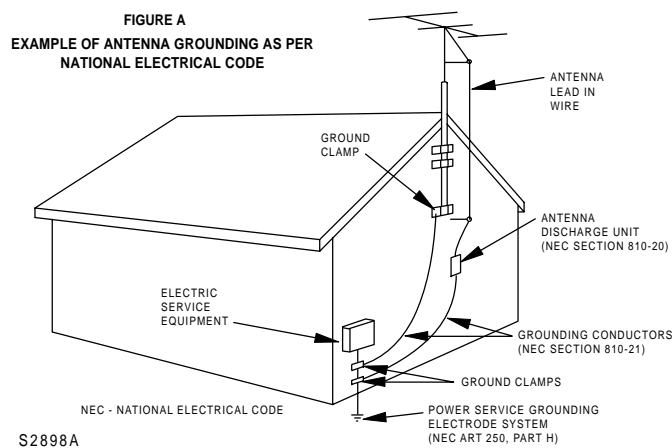 FIGURE A
EXAMPLE OF ANTENNA GROUNDING AS PER
NATIONAL ELECTRICAL CODE
ANTENNA
LEAD IN
WIRE
GROUND
CLAMP
ANTENNA
DISCHARGE UNIT
(NEC SECTION 810-20)
ELECTRIC
SERVICE
EQUIPMENT
GROUNDING CONDUCTORS
(NEC SECTION 810-21)
GROUND CLAMPS
NEC - NATIONAL ELECTRICAL CODE
POWER SERVICE GROUNDING
ELECTRODE SYSTEM
(NEC ART 250, PART H)
S2898A